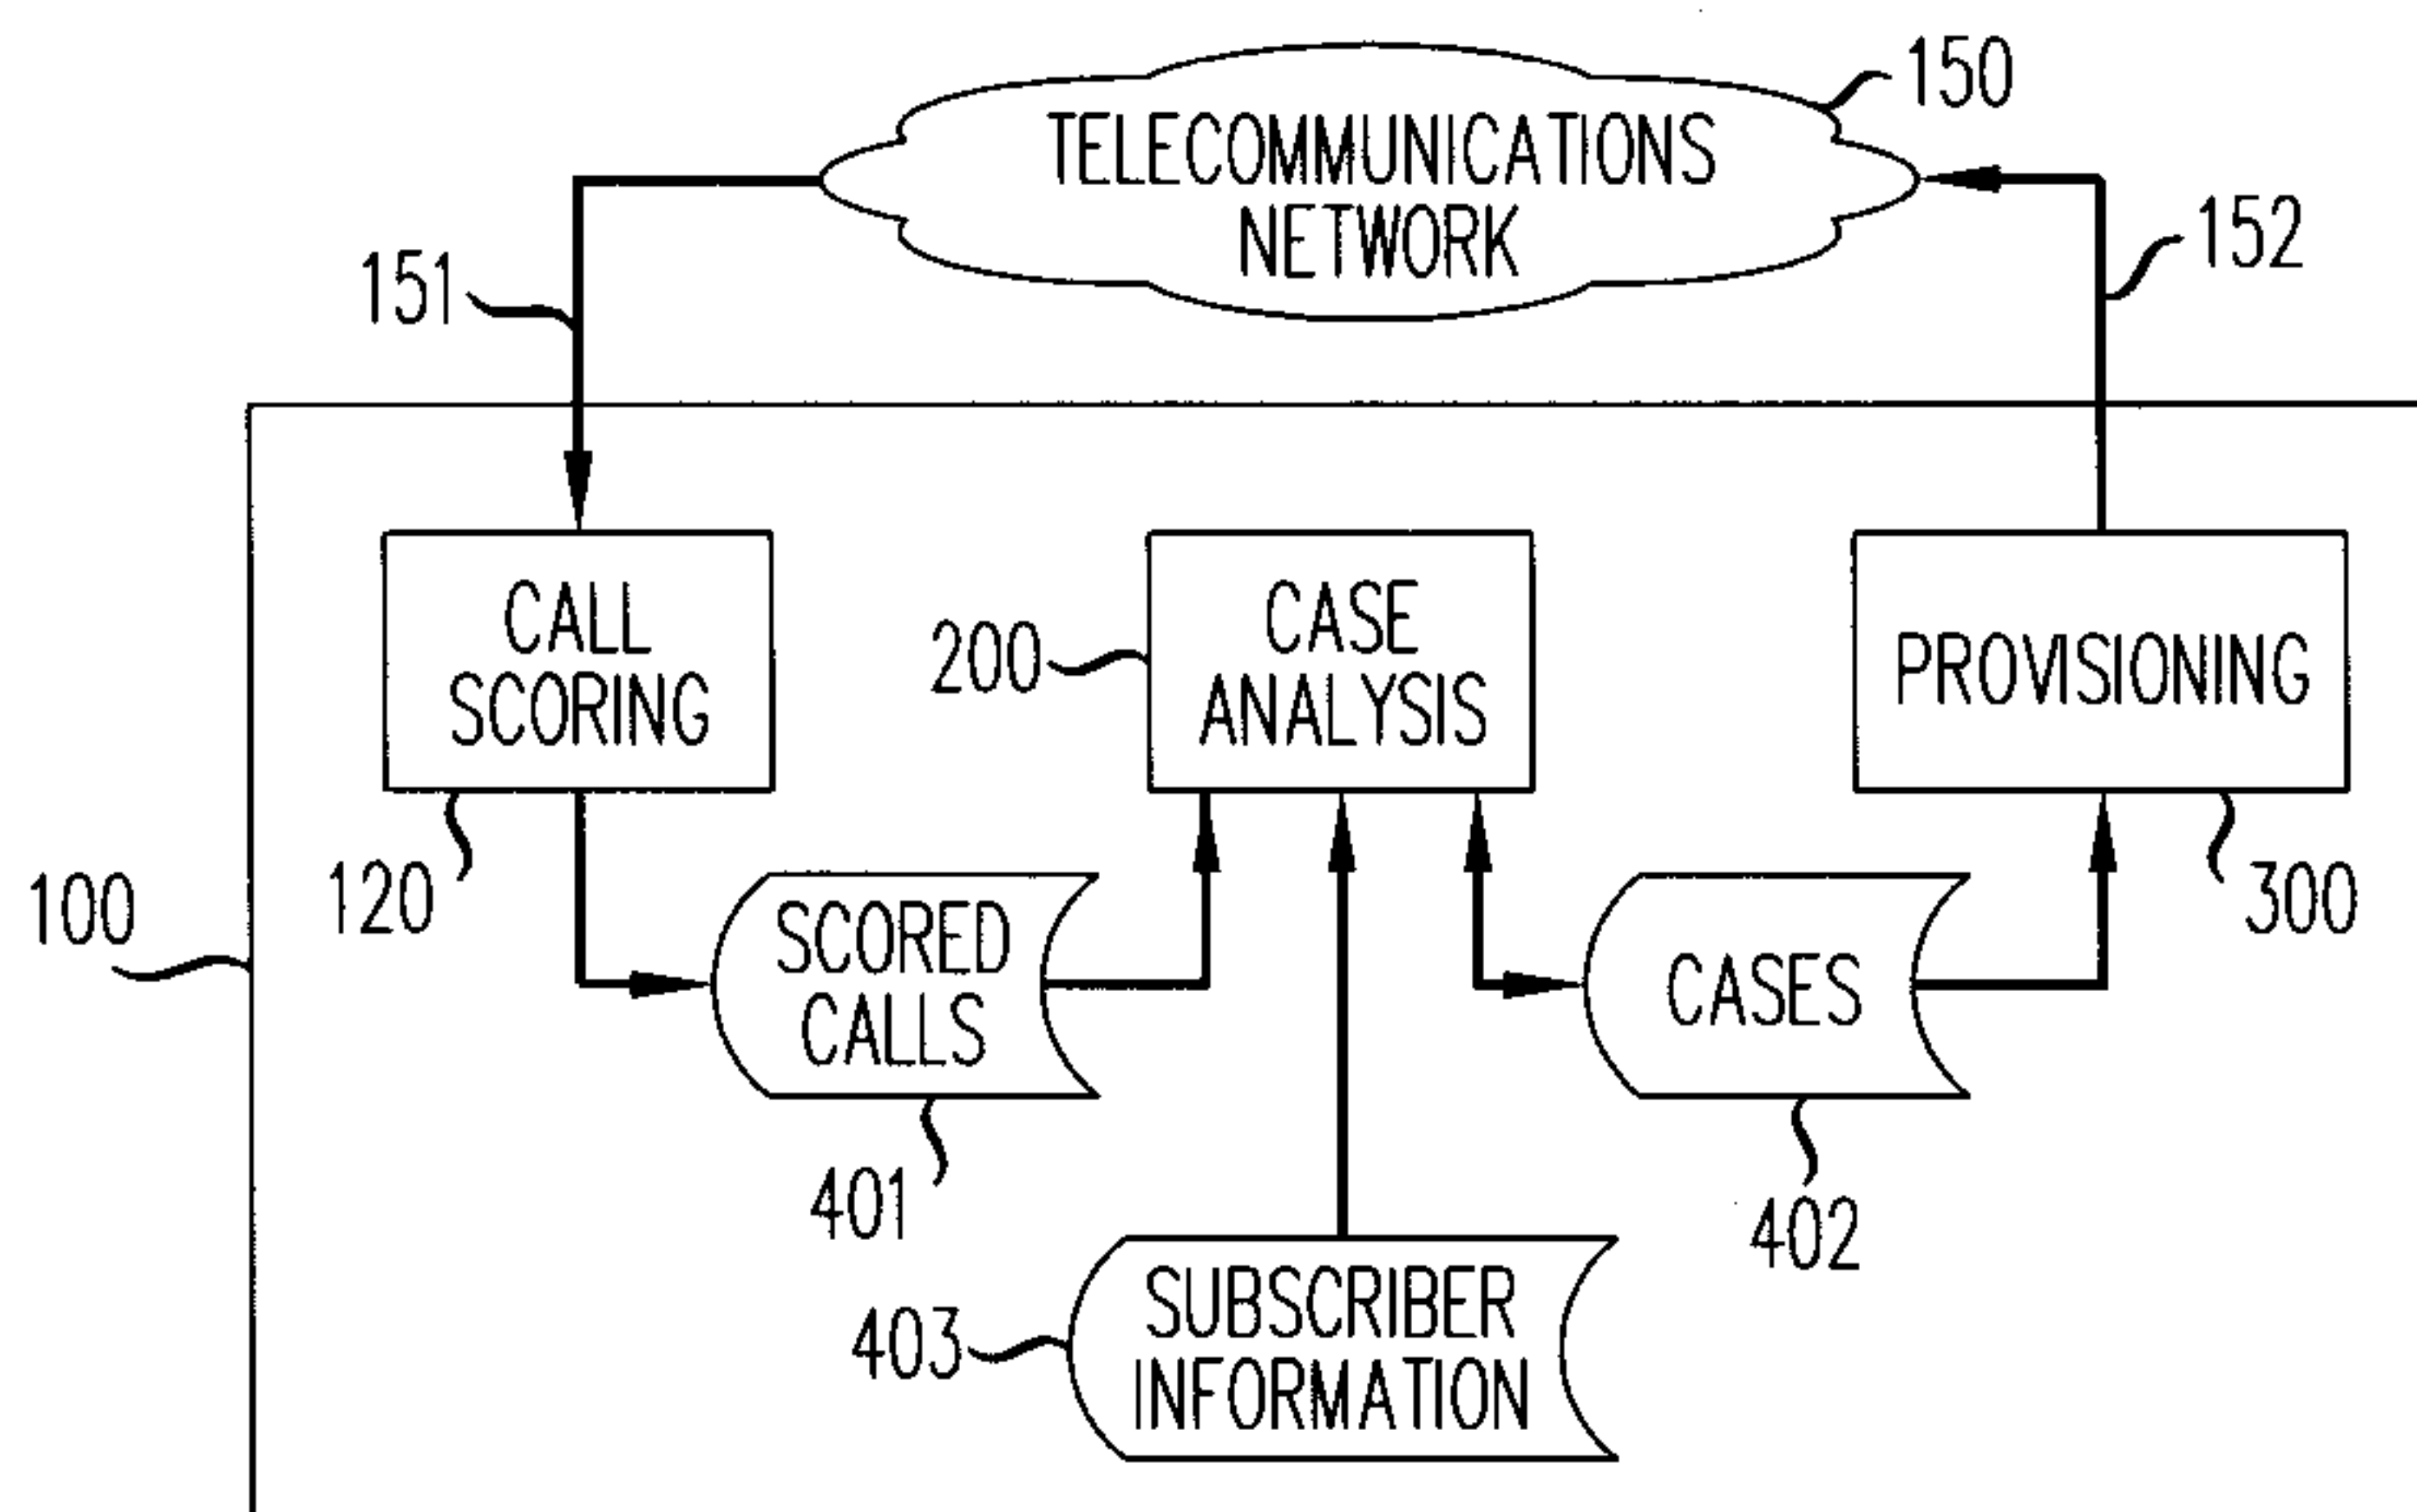 150
TELECOMMUNICATIONS
NETWORK
152
151
CALL
SCORING
200
CASE
ANALYSIS
PROVISIONING
100
120
SCORED
CALLS
CASES
300
401
402
403
SUBSCRIBER
INFORMATION